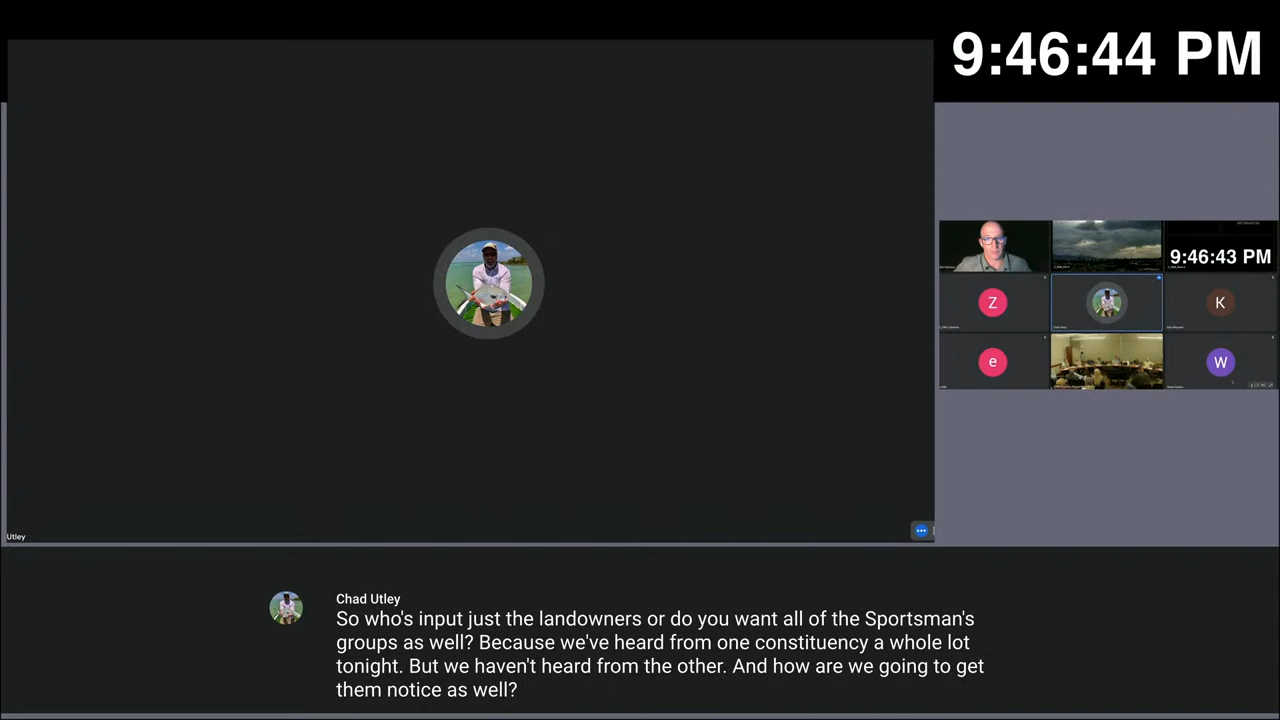 9:46:44 PM
9:46:43 PM
Z
K
e
W
Utley
Chad Utley
So who's input just the landowners or do you want all of the Sportsman's
groups as well? Because we've heard from one constituency a whole lot
tonight. But we haven't heard from the other. And how are we going to get
them notice as well?